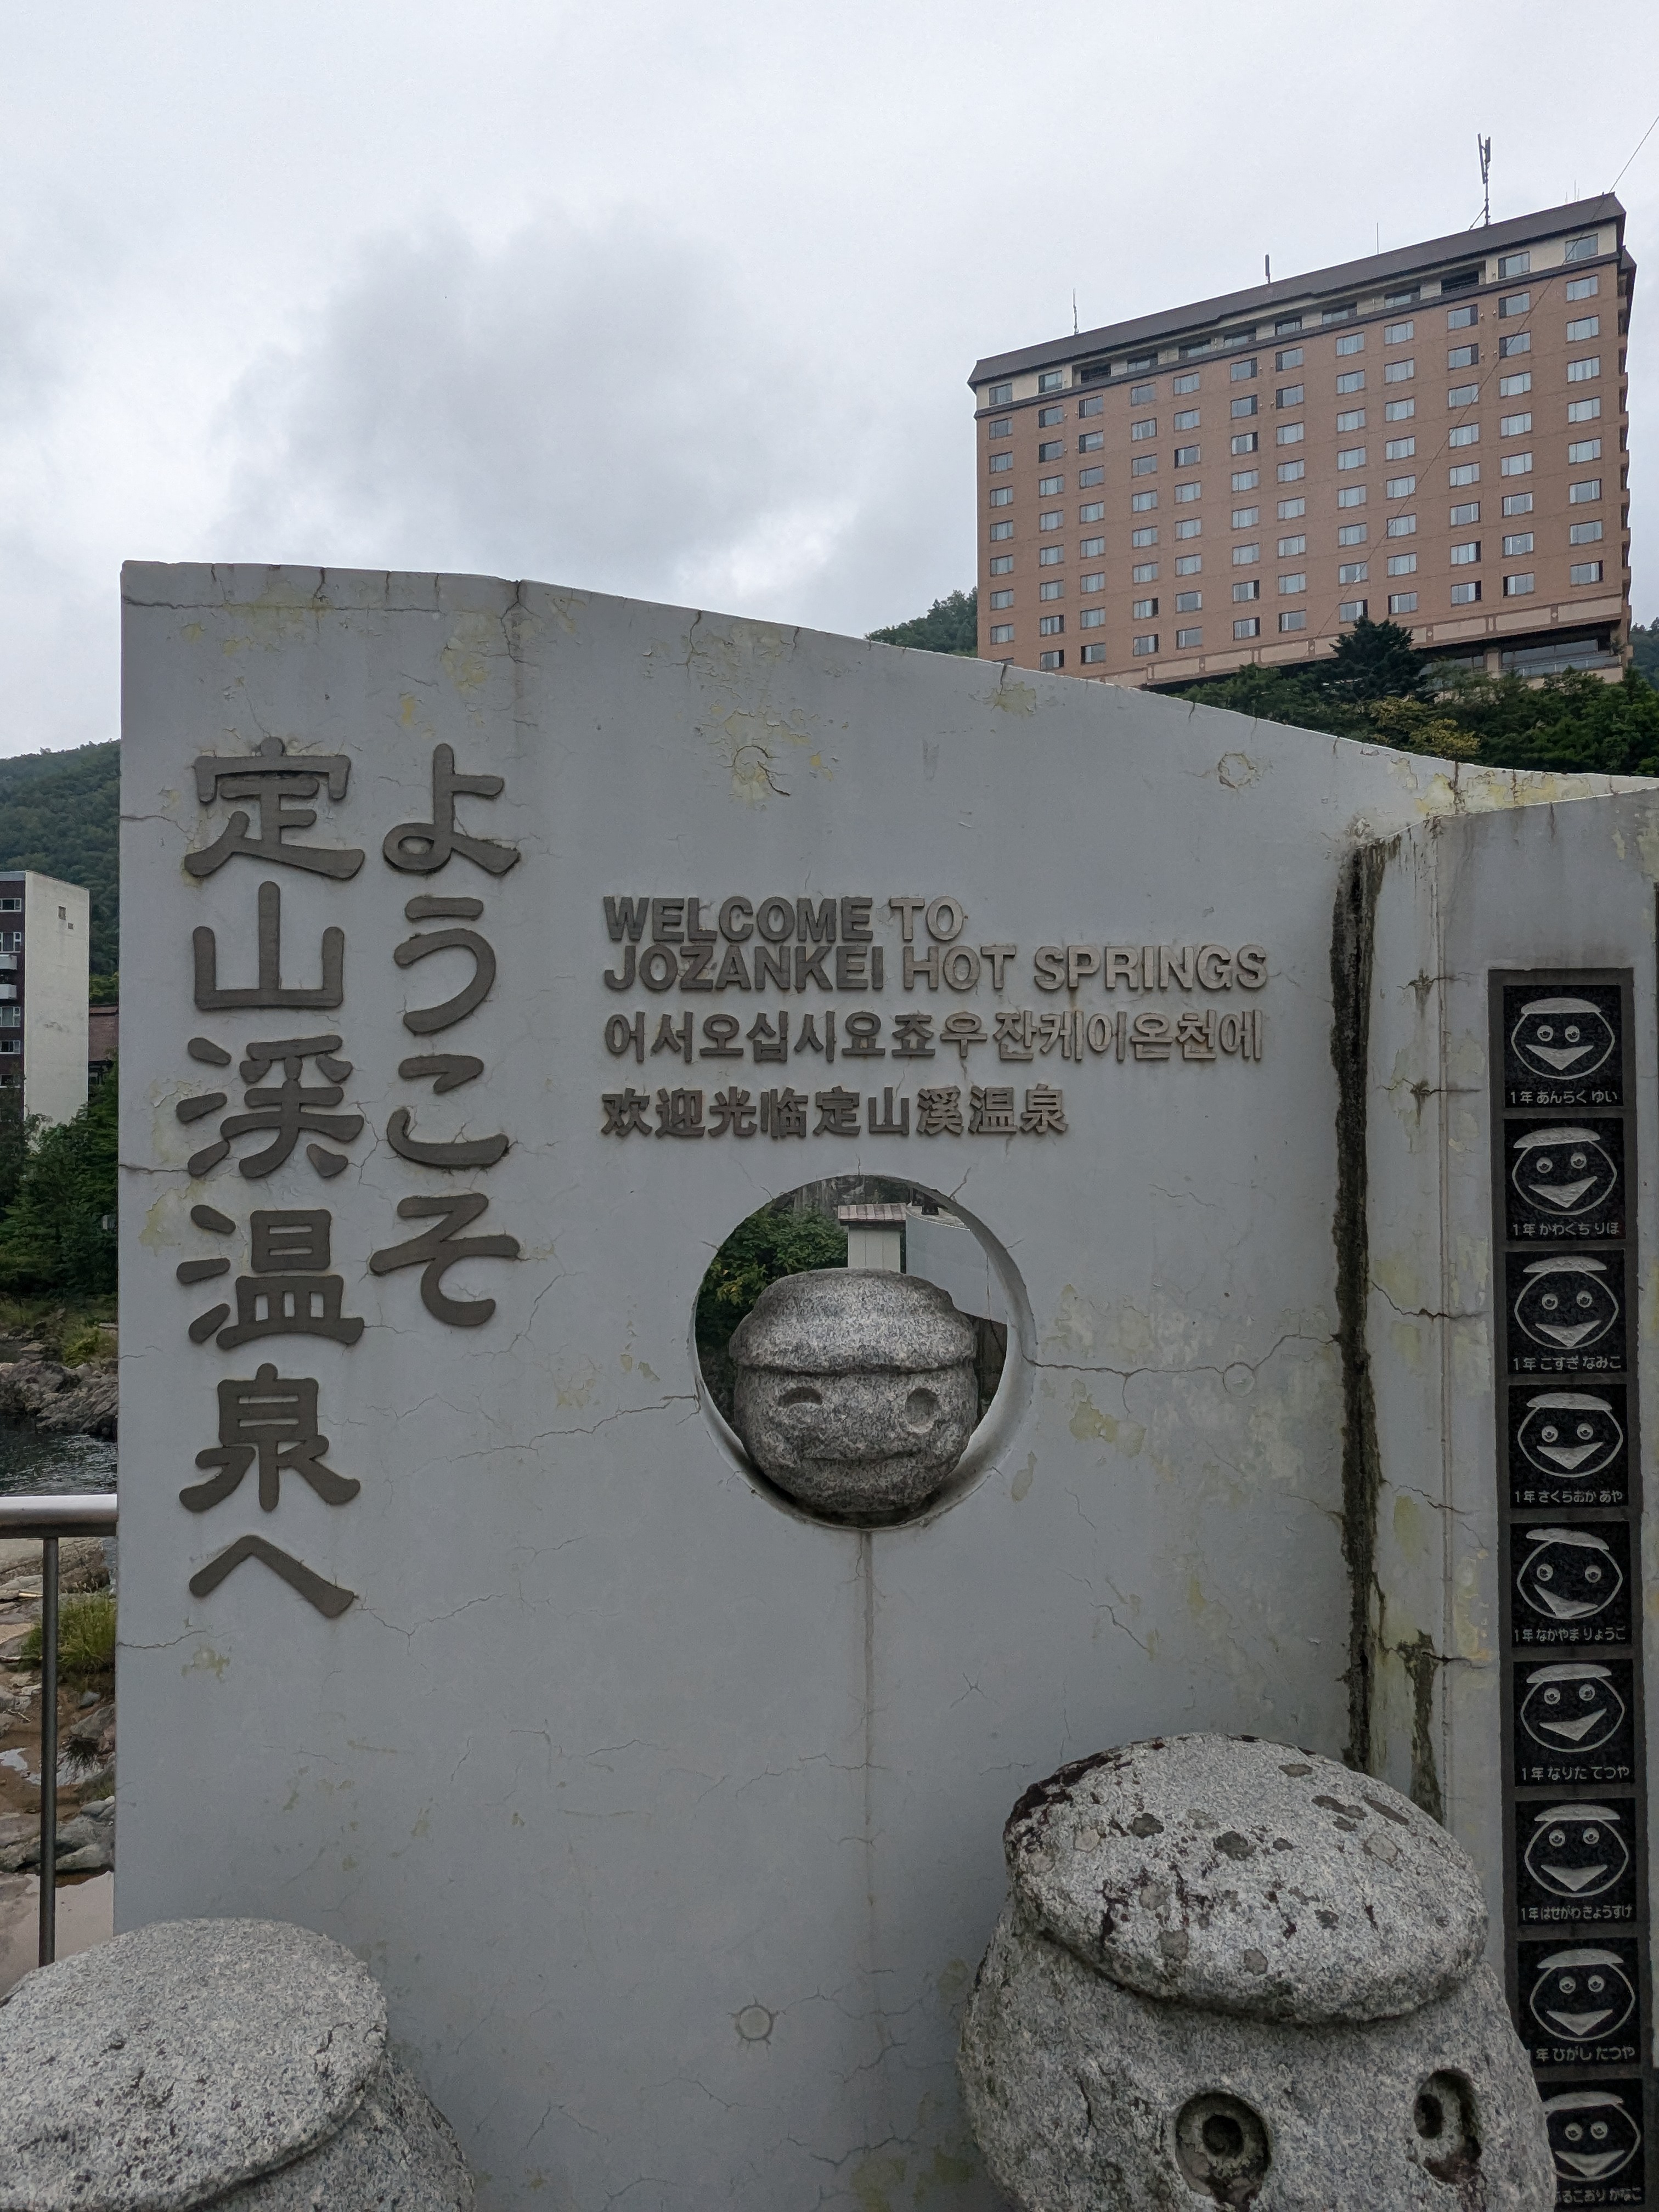 ようこそ
定山渓温泉へ
WELCOME TO
JOZANKEI HOT SPRINGS
어서오십시요죠우잔케이온천에
欢迎光临定山溪温泉
1年 あんらく ゆい
1年 かわくち りほ
1年 こすぎ なみこ
1年 さくらおか あや
1年 なかやま りょうご
1年 なりた てつや
1年 はせがわ きょうすけ
1年 ひがし たつや
かなこ